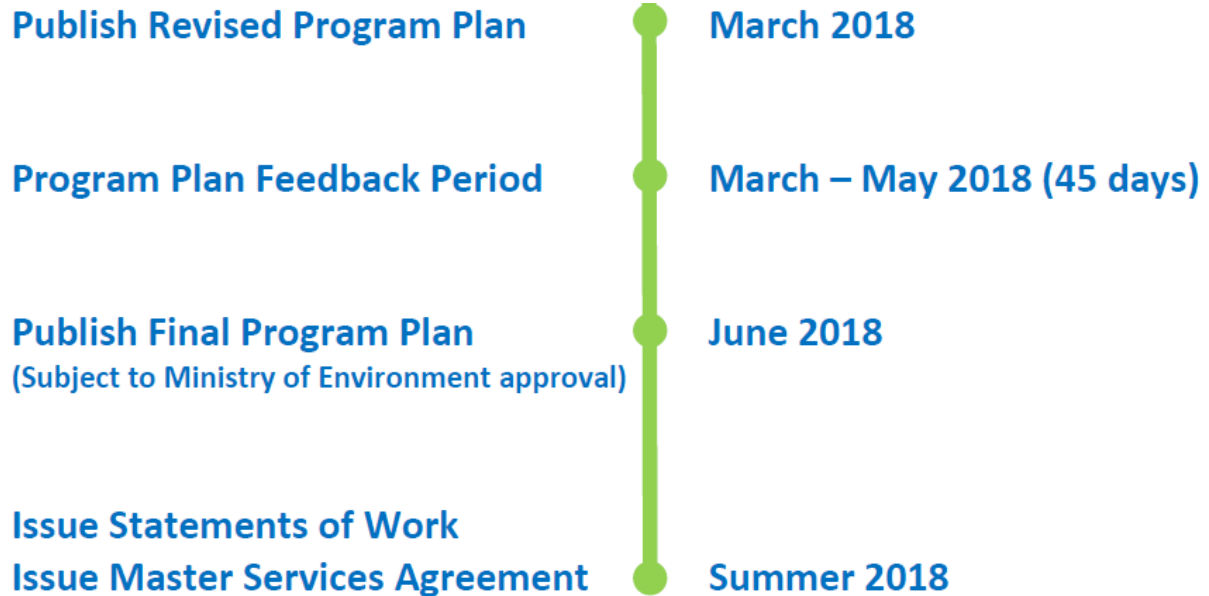 Publish Revised Program Plan March 2018
Program Plan Feedback Period March – May 2018 (45 days)
Publish Final Program Plan June 2018
(Subject to Ministry of Environment approval)
Issue Statements of Work
Issue Master Services Agreement Summer 2018